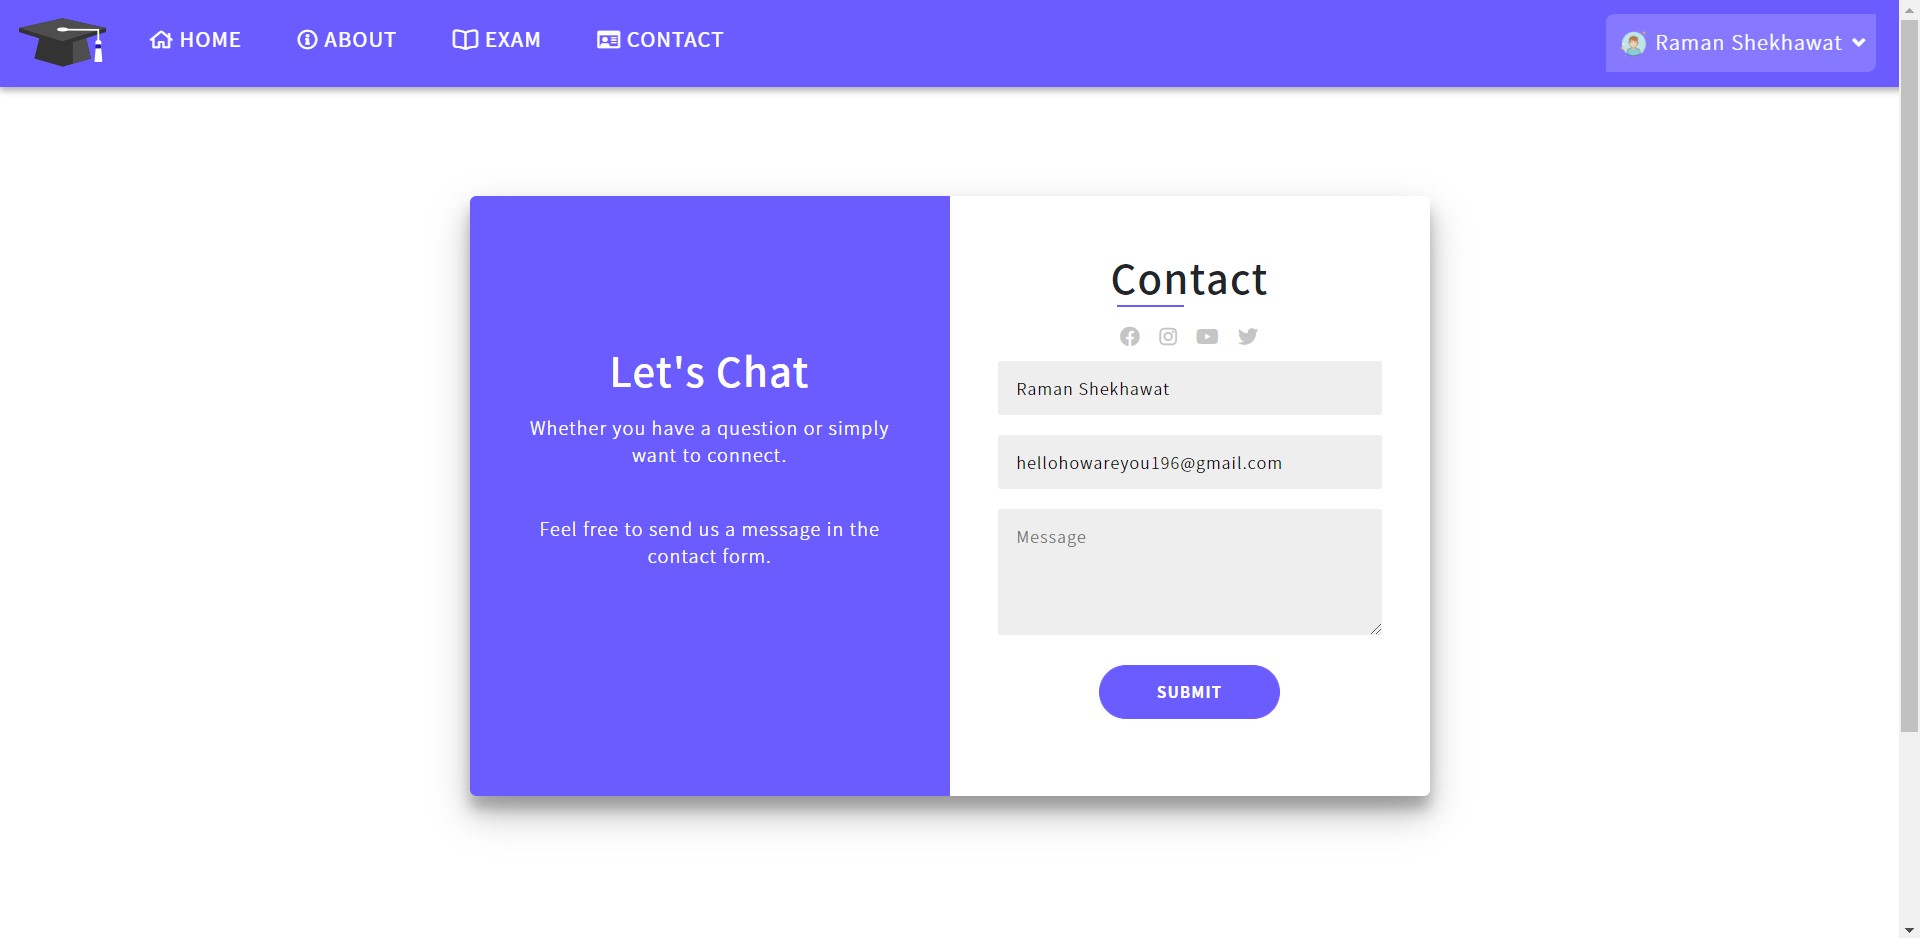 HOME
ABOUT
EXAM
CONTACT
Raman Shekhawat
Let's Chat
Whether you have a question or simply
want to connect.
Feel free to send us a message in the
contact form.
Contact
Raman Shekhawat
hellohowareyou196@gmail.com
Message
SUBMIT